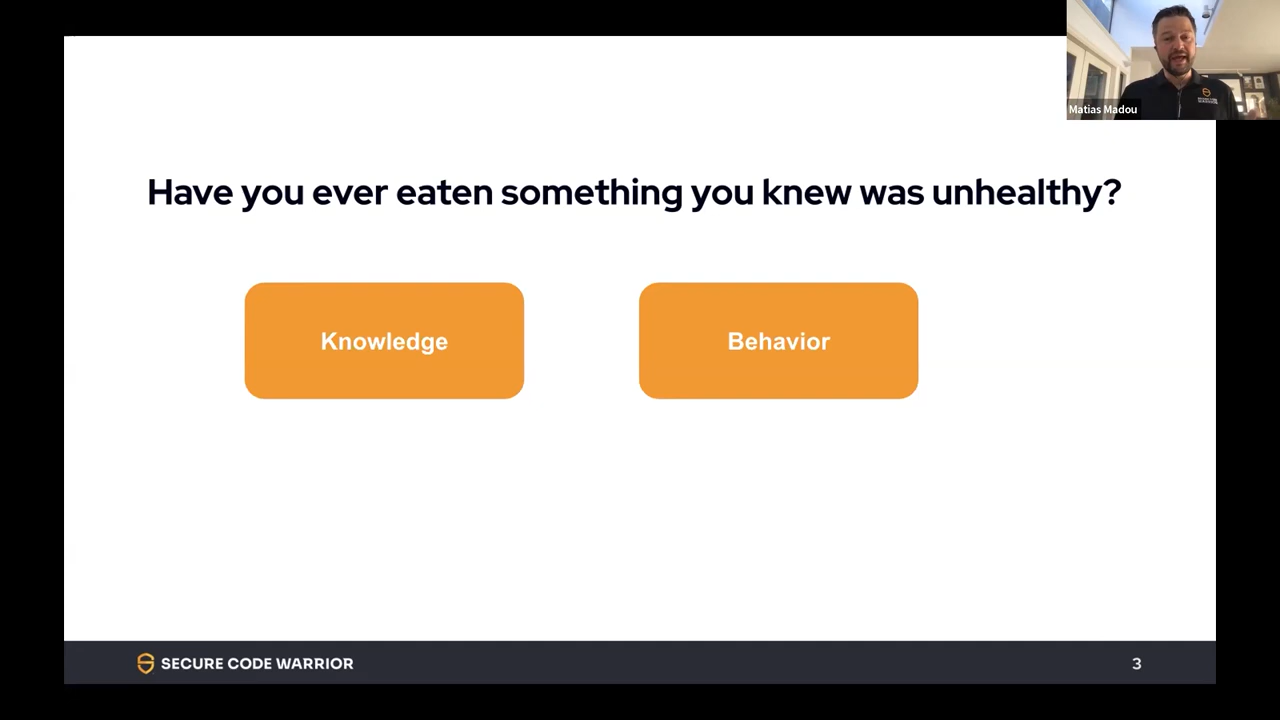 Matias Madou
Have you ever eaten something you knew was unhealthy?
Knowledge
Behavior
SECURE CODE WARRIOR
3